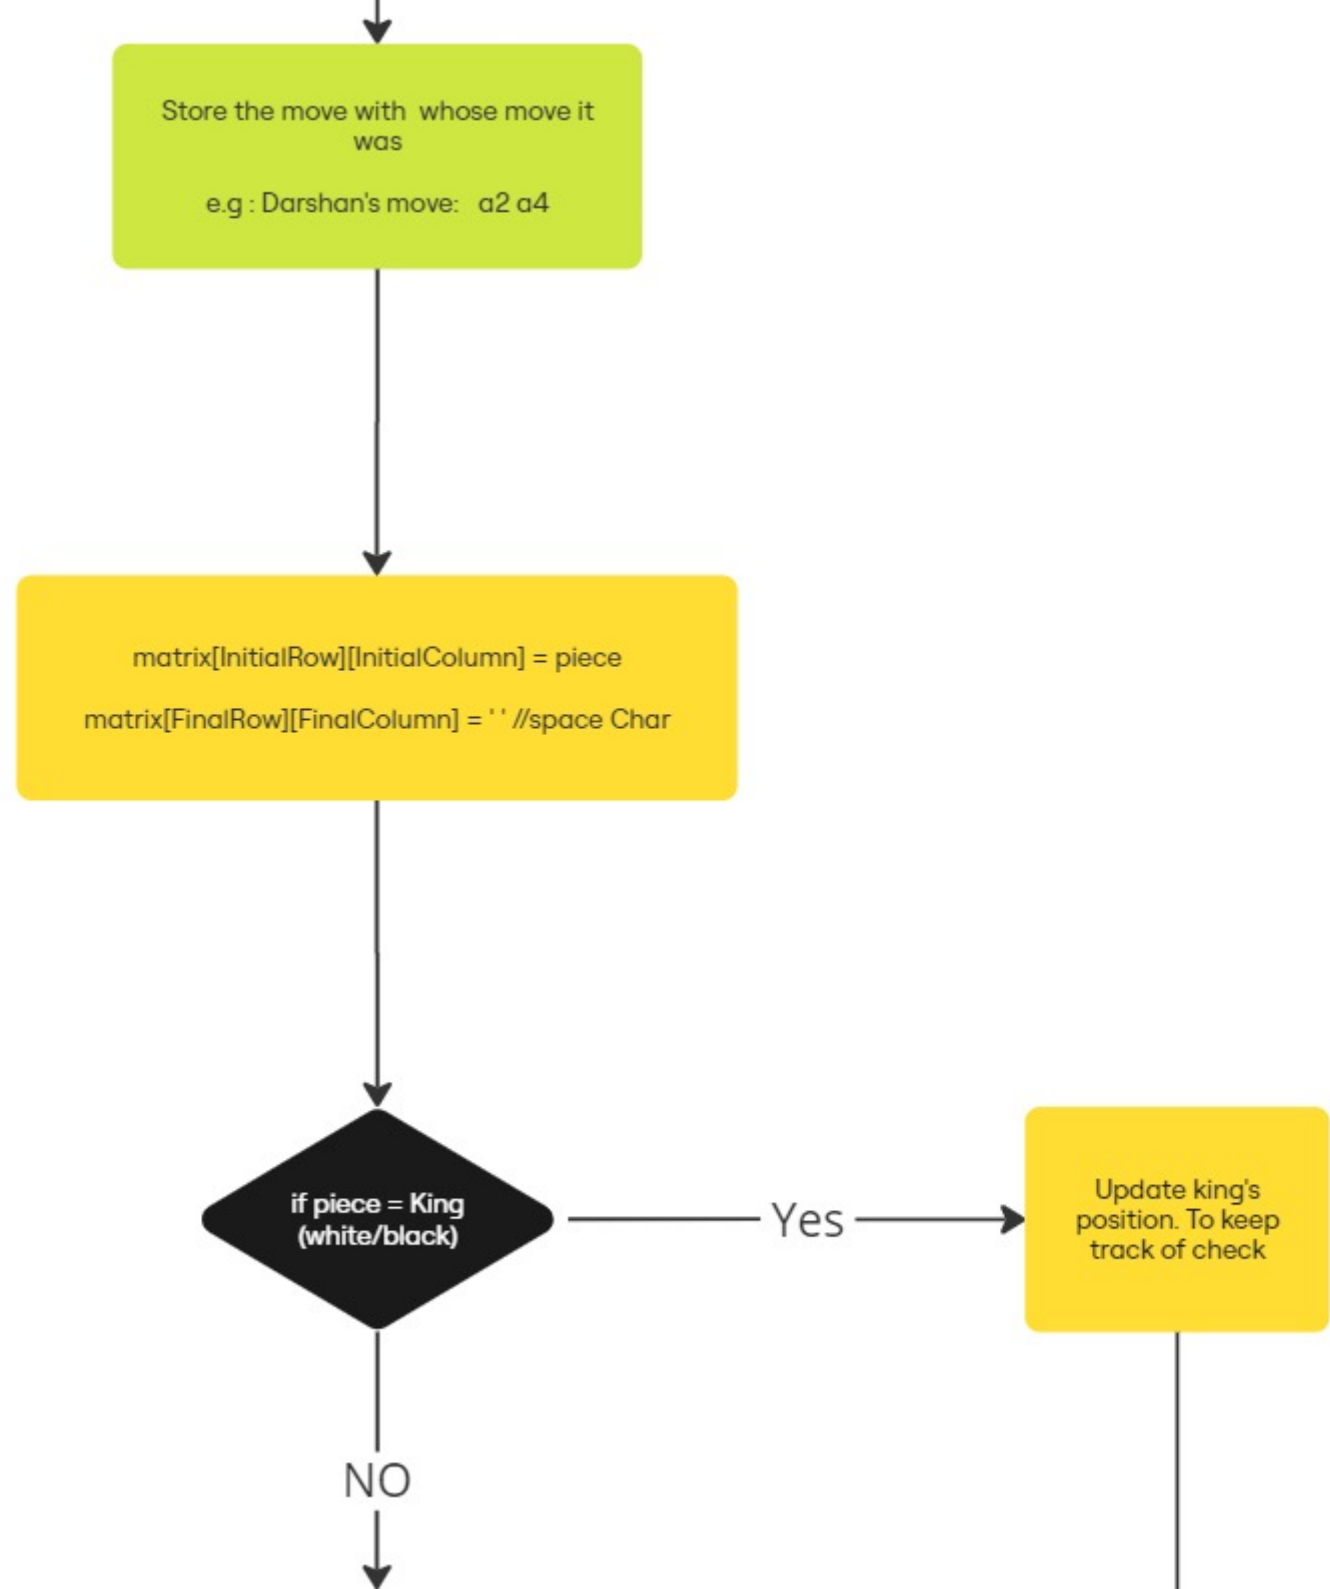 Store the move with  whose move it
was
e.g : Darshan's move:   a2 a4
matrix[InitialRow][InitialColumn] = piece
matrix[FinalRow][FinalColumn] = ' ' //space Char
if piece = King
(white/black)
Yes
Update king's
position. To keep
track of check
NO